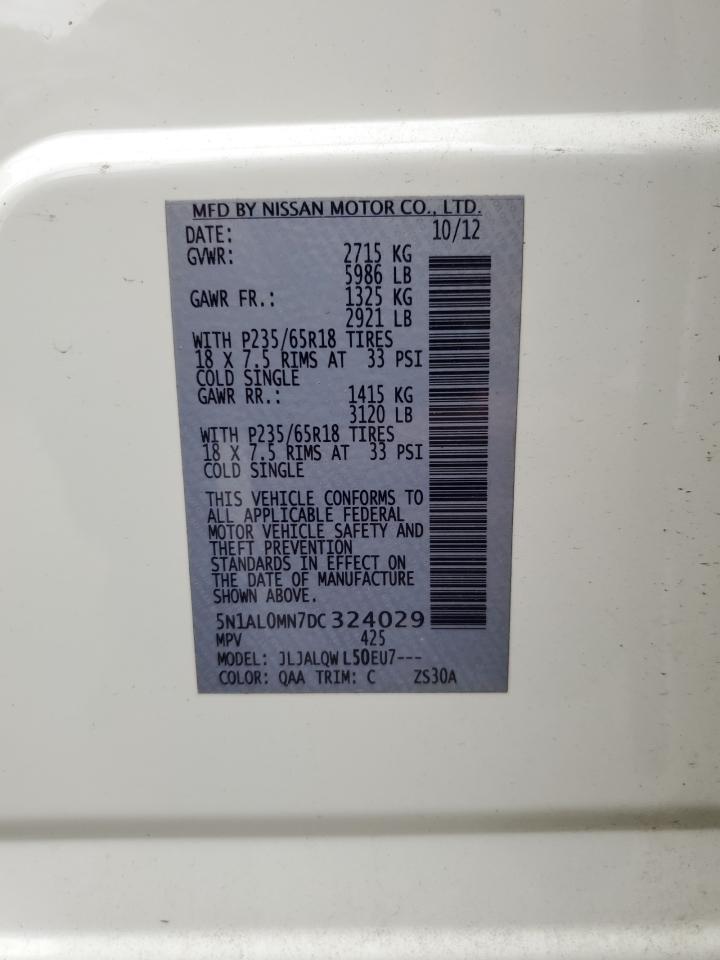 MFD BY NISSAN MOTOR CO., LTD.
DATE: 10/12
GVWR: 2715 KG
5986 LB
GAWR FR.: 1325 KG
2921 LB
WITH P235/65R18 TIRES
18 X 7.5 RIMS AT 33 PSI
COLD SINGLE
GAWR RR.: 1415 KG
3120 LB
WITH P235/65R18 TIRES
18 X 7.5 RIMS AT 33 PSI
COLD SINGLE
THIS VEHICLE CONFORMS TO
ALL APPLICABLE FEDERAL
MOTOR VEHICLE SAFETY AND
THEFT PREVENTION
STANDARDS IN EFFECT ON
THE DATE OF MANUFACTURE
SHOWN ABOVE.
5N1AL0MN7DC 324029
MPV 425
MODEL: JLJALQW L50EU7---
COLOR: QAA TRIM: C ZS30A